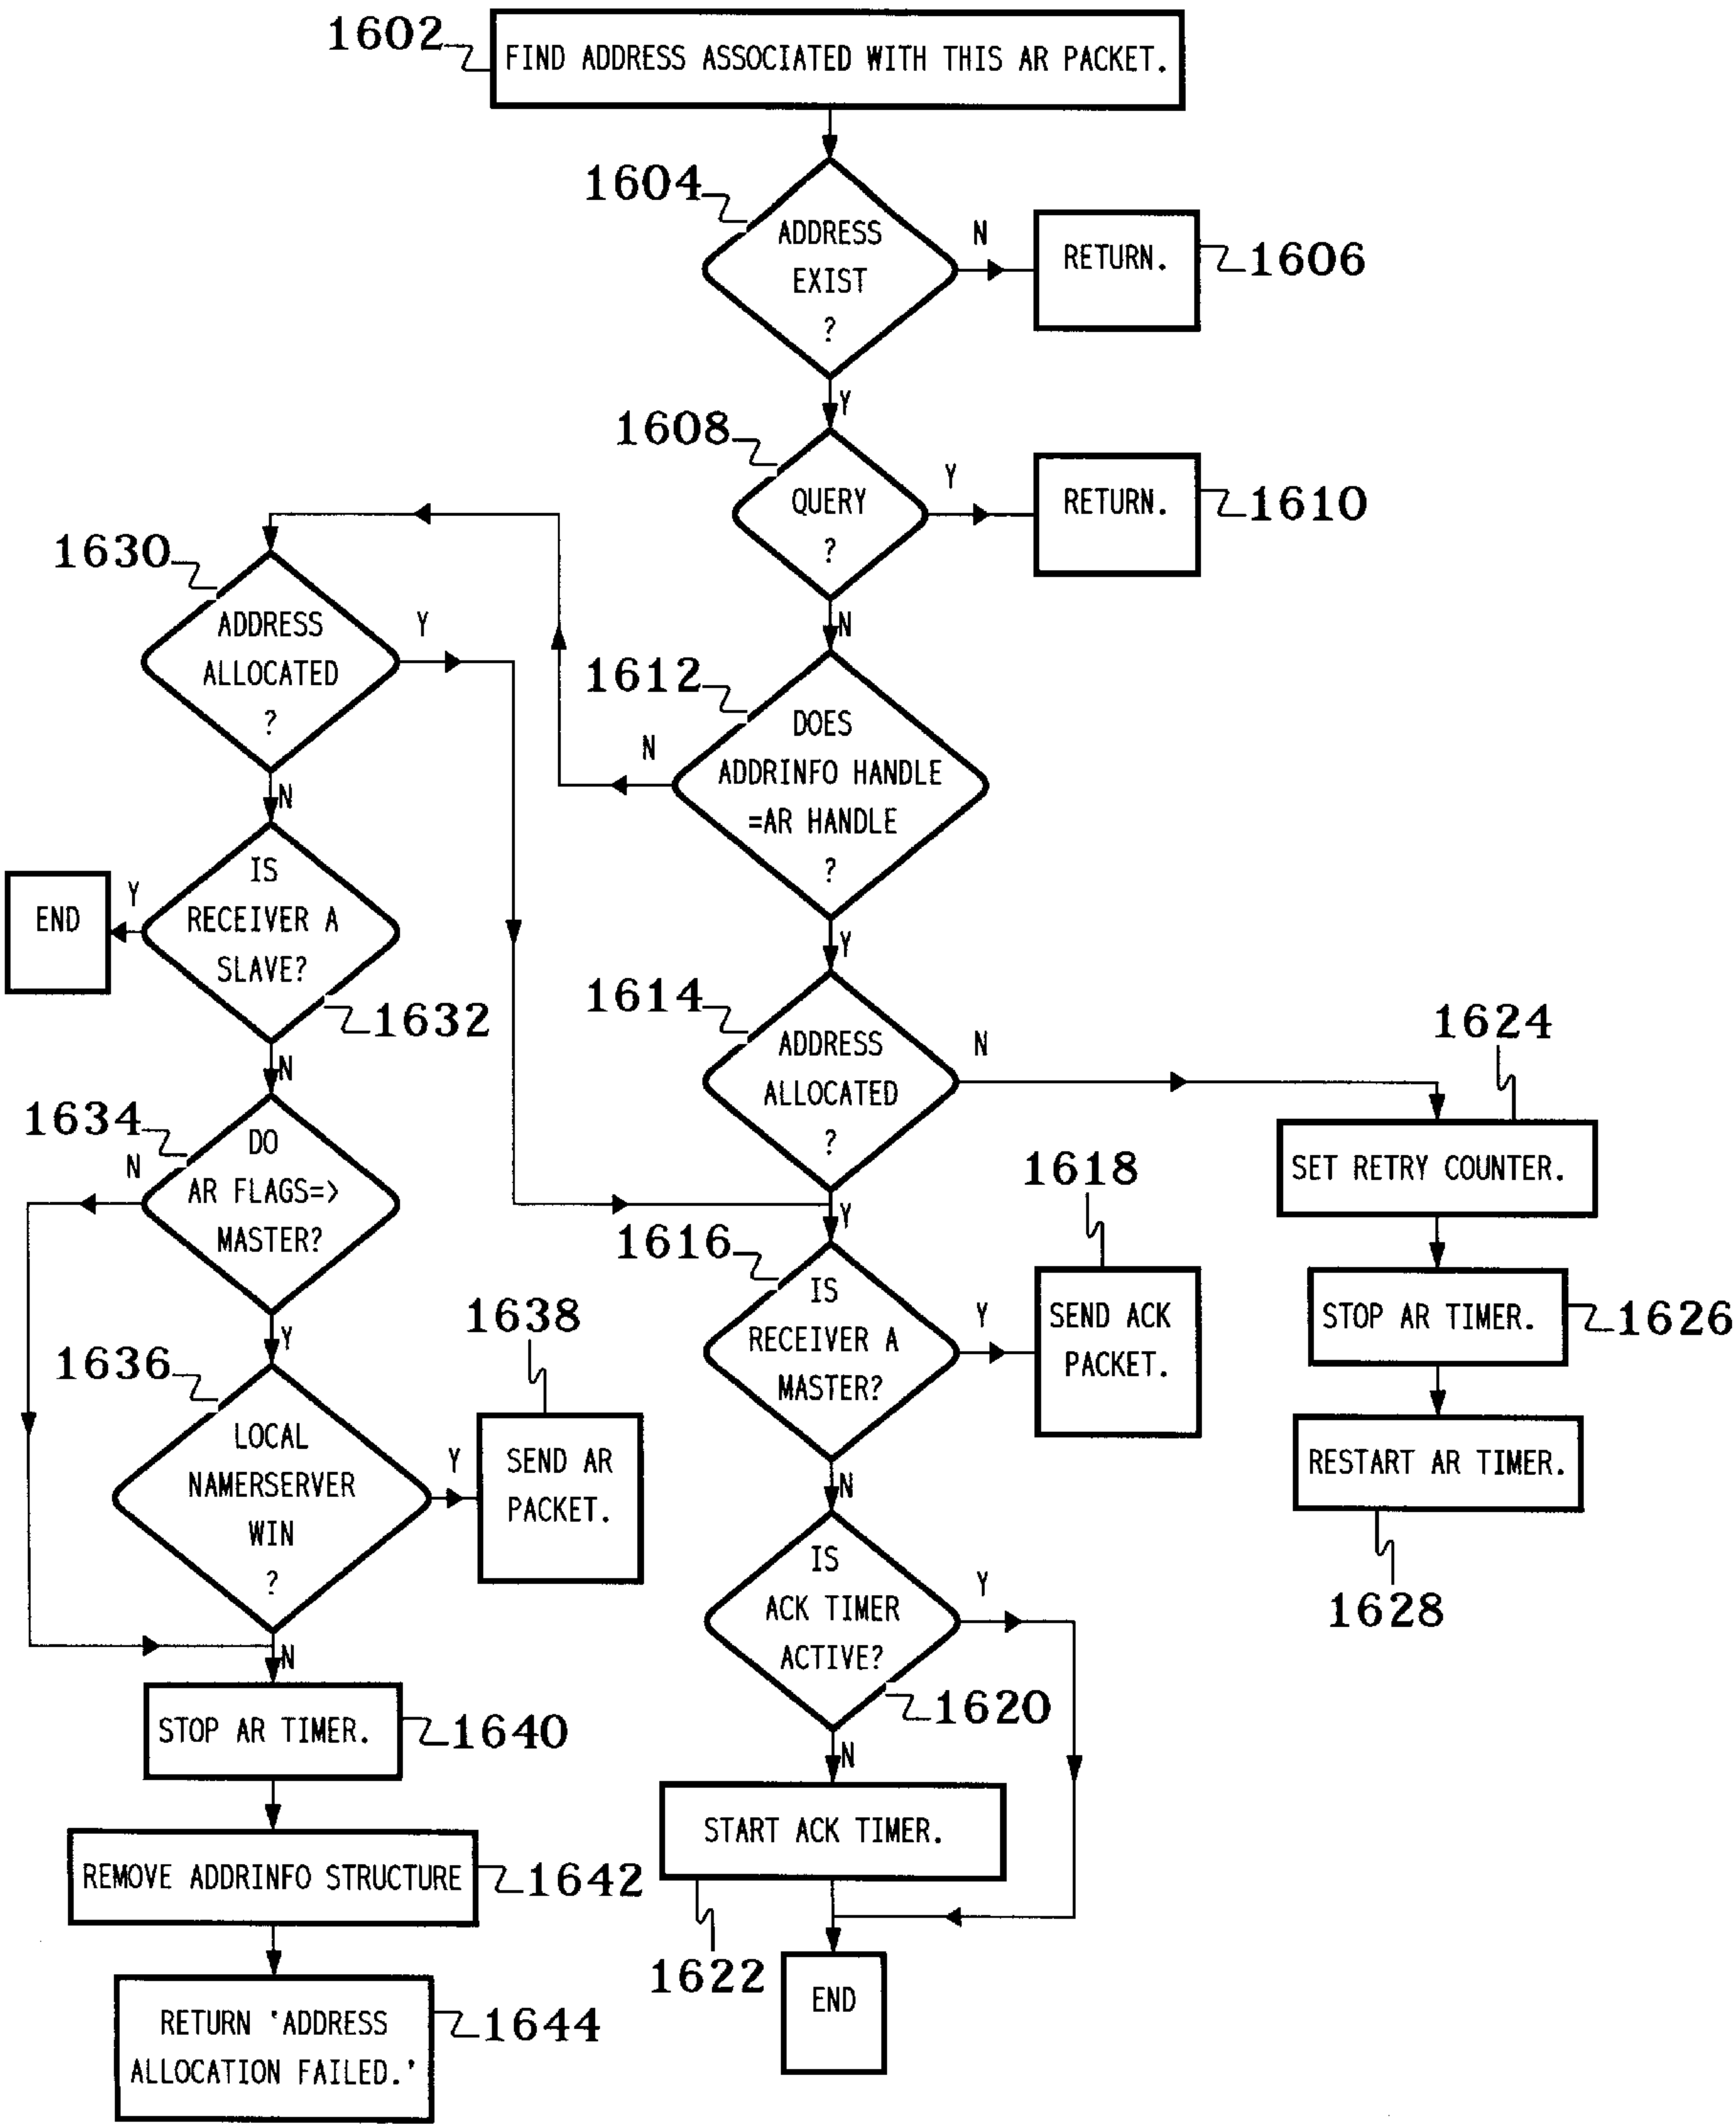 1602
FIND ADDRESS ASSOCIATED WITH THIS AR PACKET.
1604
ADDRESS
EXIST
?
N
RETURN.
1606
Y
1608
QUERY
?
Y
RETURN.
1610
N
1612
DOES
ADDRINFO HANDLE
=AR HANDLE
?
N
Y
1630
ADDRESS
ALLOCATED
?
Y
N
IS
RECEIVER A
SLAVE?
1632
Y
END
N
1634
DO
AR FLAGS=>
MASTER?
N
Y
1636
LOCAL
NAMERSERVER
WIN
?
Y
1638
SEND AR
PACKET.
N
STOP AR TIMER.
1640
REMOVE ADDRINFO STRUCTURE
1642
RETURN 'ADDRESS
ALLOCATION FAILED.'
1644
1614
ADDRESS
ALLOCATED
?
N
Y
1624
SET RETRY COUNTER.
STOP AR TIMER.
1626
RESTART AR TIMER.
1628
1616
IS
RECEIVER A
MASTER?
Y
1618
SEND ACK
PACKET.
N
IS
ACK TIMER
ACTIVE?
1620
Y
N
START ACK TIMER.
1622
END